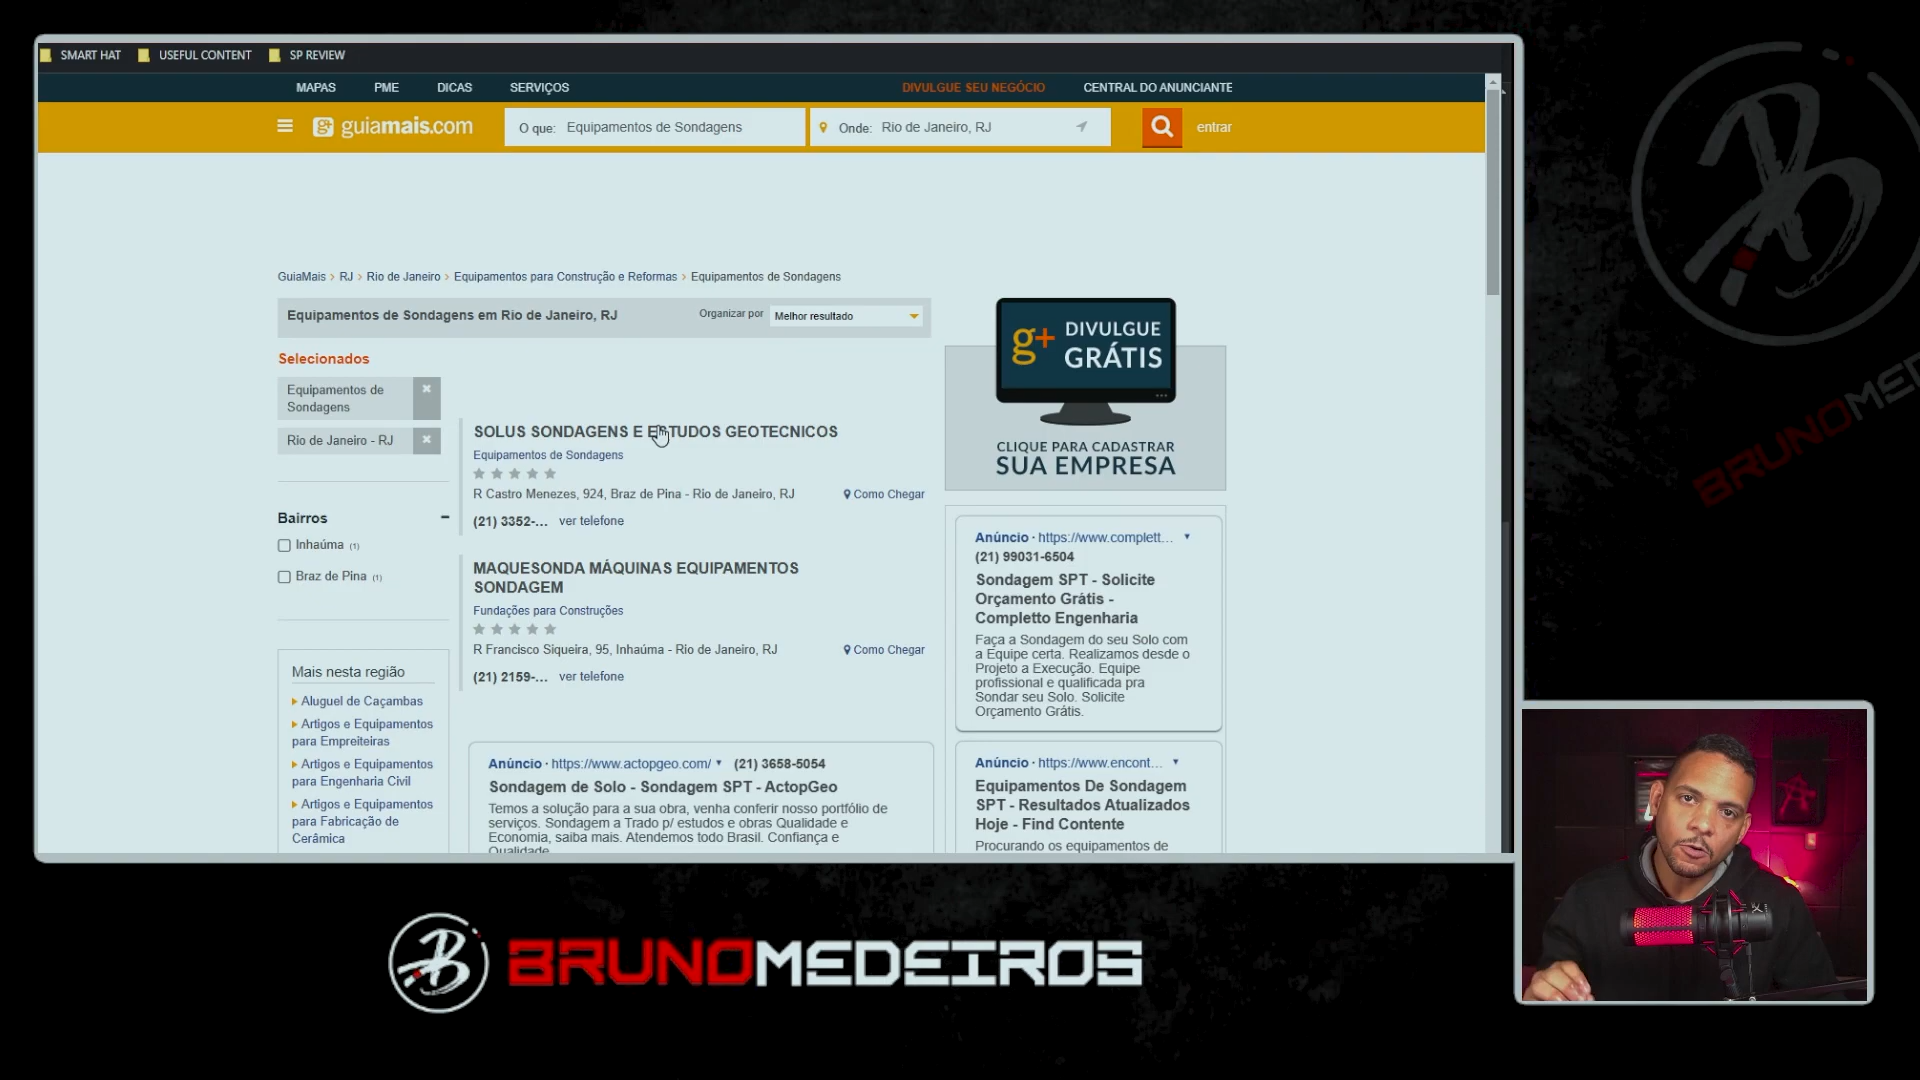 SMART HAT
USEFUL CONTENT
SP REVIEW
MAPAS
PME
DICAS
SERVIÇOS
DIVULGUE SEU NEGÓCIO
CENTRAL DO ANUNCIANTE
g+ guiamais.com
O que: Equipamentos de Sondagens
Onde: Rio de Janeiro, RJ
entrar
GuiaMais > RJ > Rio de Janeiro > Equipamentos para Construção e Reformas > Equipamentos de Sondagens
Equipamentos de Sondagens em Rio de Janeiro, RJ
Organizar por
Melhor resultado
Selecionados
Equipamentos de
Sondagens
Rio de Janeiro - RJ
Bairros
Inhaúma (1)
Braz de Pina (1)
Mais nesta região
Aluguel de Caçambas
Artigos e Equipamentos
para Empreiteiras
Artigos e Equipamentos
para Engenharia Civil
Artigos e Equipamentos
para Fabricação de
Cerâmica
SOLUS SONDAGENS E ESTUDOS GEOTECNICOS
Equipamentos de Sondagens
R Castro Menezes, 924, Braz de Pina - Rio de Janeiro, RJ
Como Chegar
(21) 3352-... ver telefone
MAQUESONDA MÁQUINAS EQUIPAMENTOS
SONDAGEM
Fundações para Construções
R Francisco Siqueira, 95, Inhaúma - Rio de Janeiro, RJ
Como Chegar
(21) 2159-... ver telefone
Anúncio · https://www.actopgeo.com/ (21) 3658-5054
Sondagem de Solo - Sondagem SPT - ActopGeo
Temos a solução para a sua obra, venha conferir nosso portfólio de
serviços. Sondagem a Trado p/ estudos e obras Qualidade e
Economia, saiba mais. Atendemos todo Brasil. Confiança e
Qualidade
g+ DIVULGUE
GRÁTIS
CLIQUE PARA CADASTRAR
SUA EMPRESA
Anúncio · https://www.complett...
(21) 99031-6504
Sondagem SPT - Solicite
Orçamento Grátis -
Completto Engenharia
Faça a Sondagem do seu Solo com
a Equipe certa. Realizamos desde o
Projeto a Execução. Equipe
profissional e qualificada pra
Sondar seu Solo. Solicite
Orçamento Grátis.
Anúncio · https://www.encont...
Equipamentos De Sondagem
SPT - Resultados Atualizados
Hoje - Find Contente
Procurando os equipamentos de
B
BRUNOMED
B BRUNOMEDEIROS